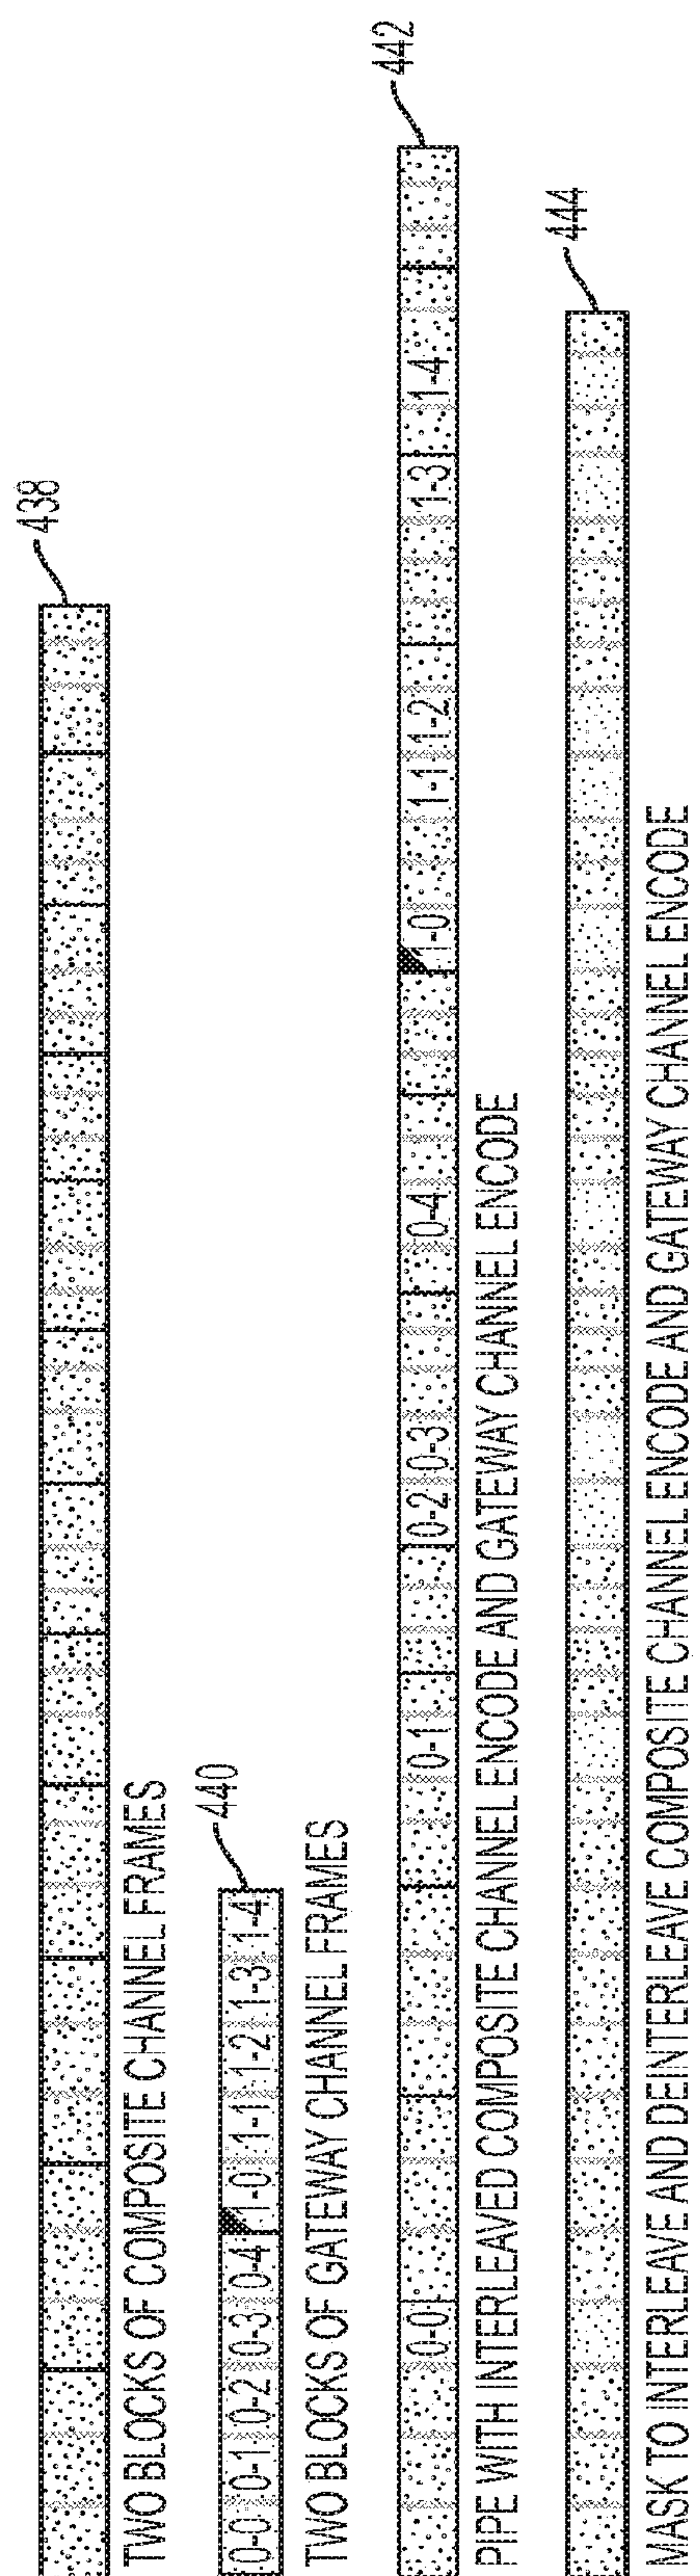 438
TWO BLOCKS OF COMPOSITE CHANNEL FRAMES
440
0-0 0-1 0-2 0-3 0-4 1-0 1-1 1-2 1-3 1-4
TWO BLOCKS OF GATEWAY CHANNEL FRAMES
442
0-0 0-1 0-2 0-3 0-4 1-0 1-1 1-2 1-3 1-4
PIPE WITH INTERLEAVED COMPOSITE CHANNEL ENCODE AND GATEWAY CHANNEL ENCODE
444
MASK TO INTERLEAVE AND DEINTERLEAVE COMPOSITE CHANNEL ENCODE AND GATEWAY CHANNEL ENCODE